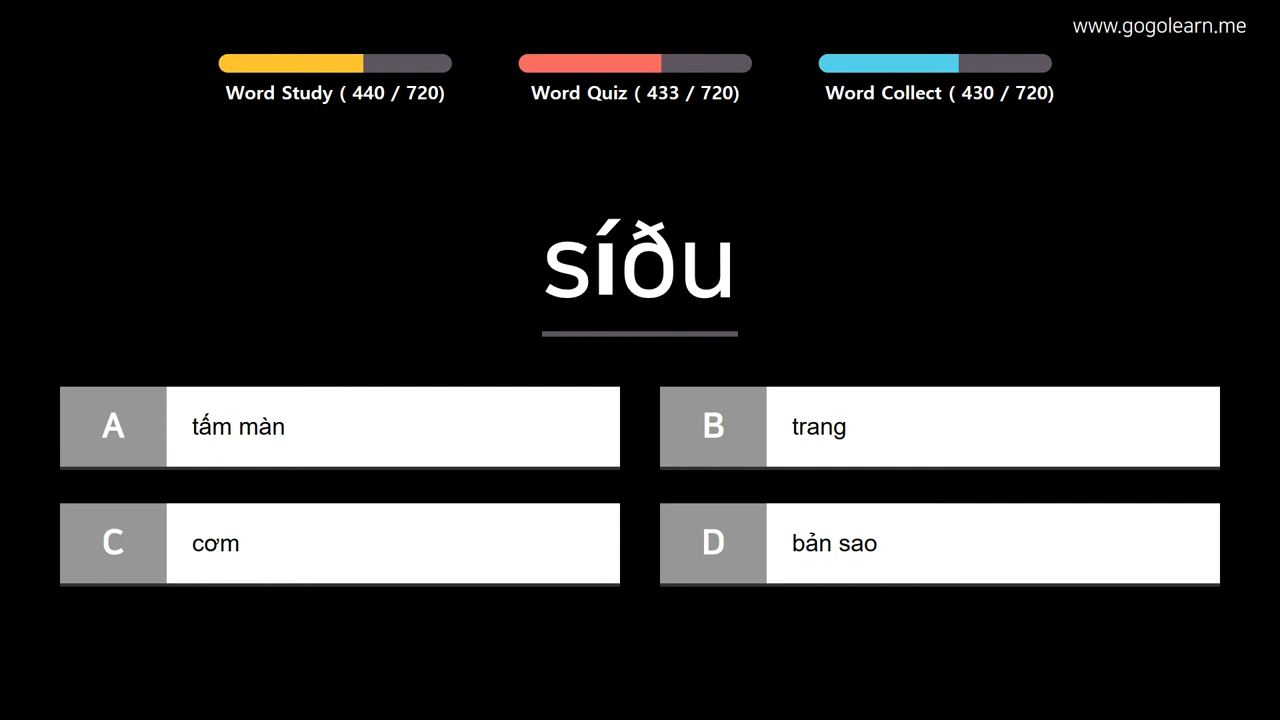 www.gogolearn.me
Word Study ( 440 / 720)
Word Quiz ( 433 / 720)
Word Collect ( 430 / 720)
síðu
A tấm màn
B trang
C cơm
D bản sao